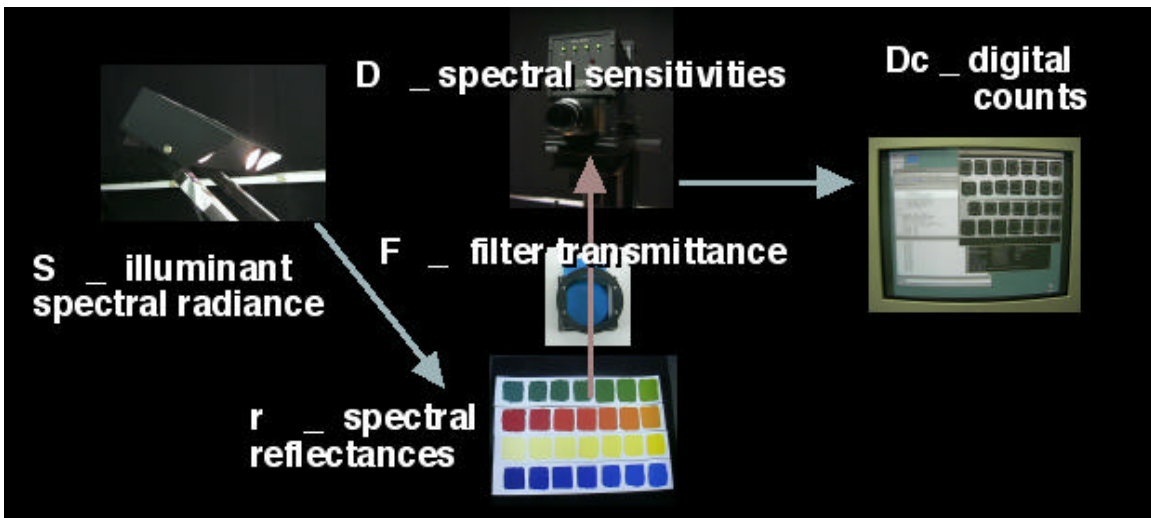 D _ spectral sensitivities
Dc _ digital
counts
F _ filter transmittance
S _ illuminant
spectral radiance
r _ spectral
reflectances